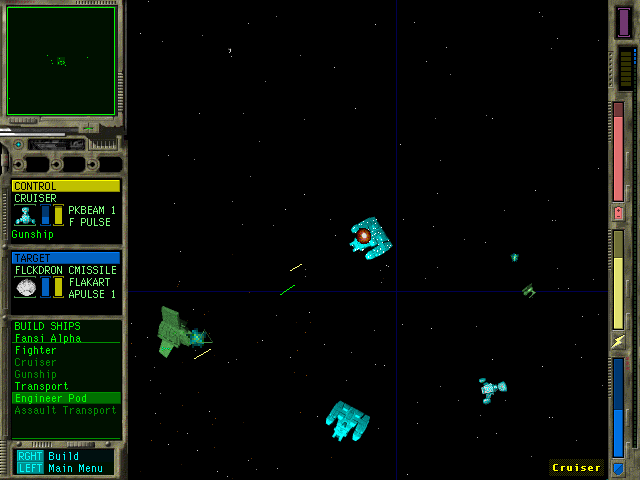 CONTROL
CRUISER
PKBEAM 1
F PULSE
Gunship
TARGET
FLCKDRON CMISSILE
FLAKART
APULSE 1
BUILD SHIPS
Fansi Alpha
Fighter
Cruiser
Gunship
Transport
Engineer Pod
Assault Transport
RGHT Build
LEFT Main Menu
Cruiser